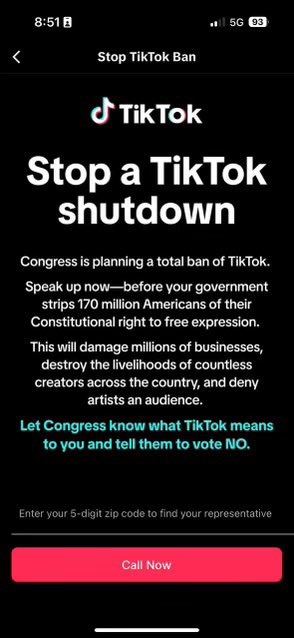 8:51
5G
93
Stop TikTok Ban
TikTok
Stop a TikTok
shutdown
Congress is planning a total ban of TikTok.
Speak up now—before your government
strips 170 million Americans of their
Constitutional right to free expression.
This will damage millions of businesses,
destroy the livelihoods of countless
creators across the country, and deny
artists an audience.
Let Congress know what TikTok means
to you and tell them to vote NO.
Enter your 5-digit zip code to find your representative
Call Now